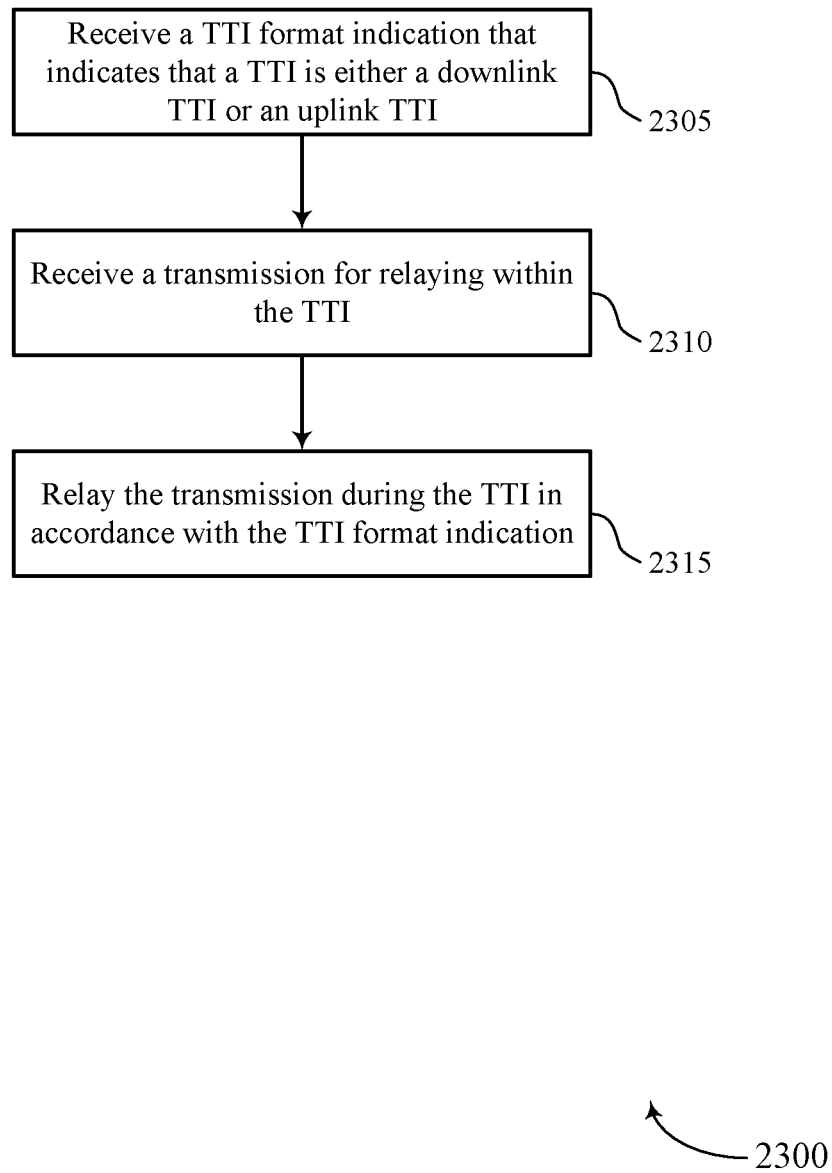 Receive a TTI format indication that
indicates that a TTI is either a downlink
TTI or an uplink TTI
2305
Receive a transmission for relaying within
the TTI
2310
Relay the transmission during the TTI in
accordance with the TTI format indication
2315
2300